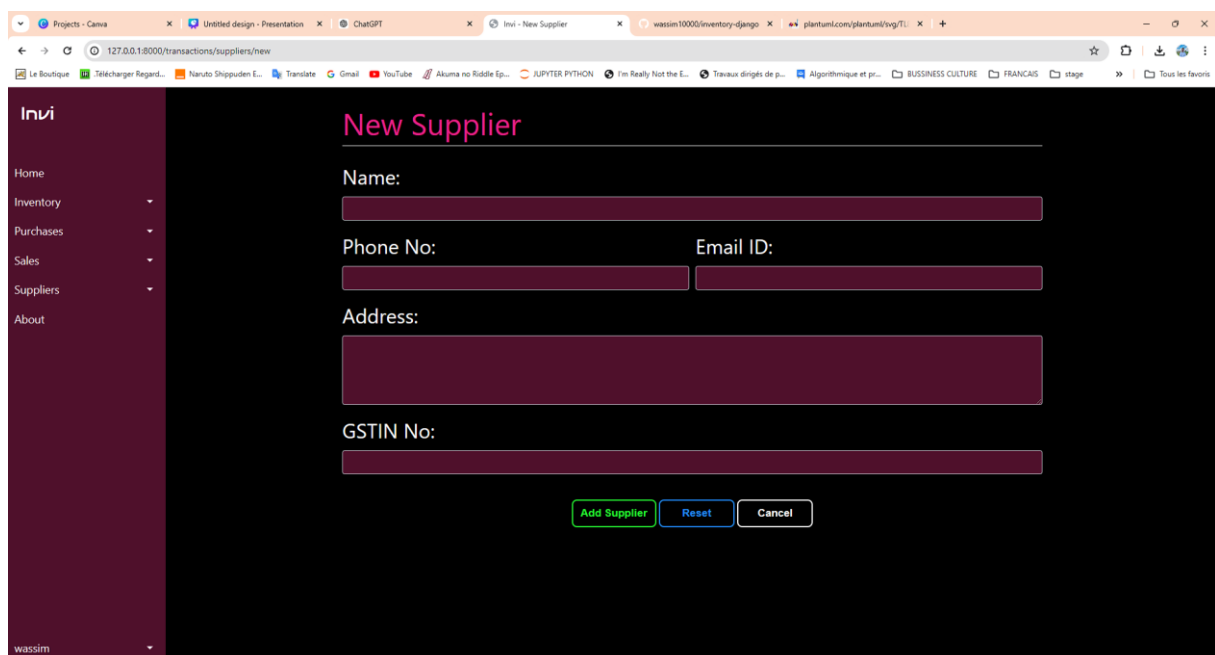 Projects - Canva Untitled design - Presentation ChatGPT Invi - New Supplier wassim10000/inventory-django plantuml.com/plantuml/svg/TL
127.0.0.1:8000/transactions/suppliers/new
Le Boutique .Télécharger Regard... Naruto Shippuden E... Translate Gmail YouTube Akuma no Riddle Ep... JUPYTER PYTHON I'm Really Not the E... Travaux dirigés de p... Algorithmique et pr... BUSSINESS CULTURE FRANCAIS stage » Tous les favoris
Invi
New Supplier
Home
Name:
Inventory
Purchases
Phone No: Email ID:
Sales
Suppliers
Address:
About
GSTIN No:
Add Supplier Reset Cancel
wassim